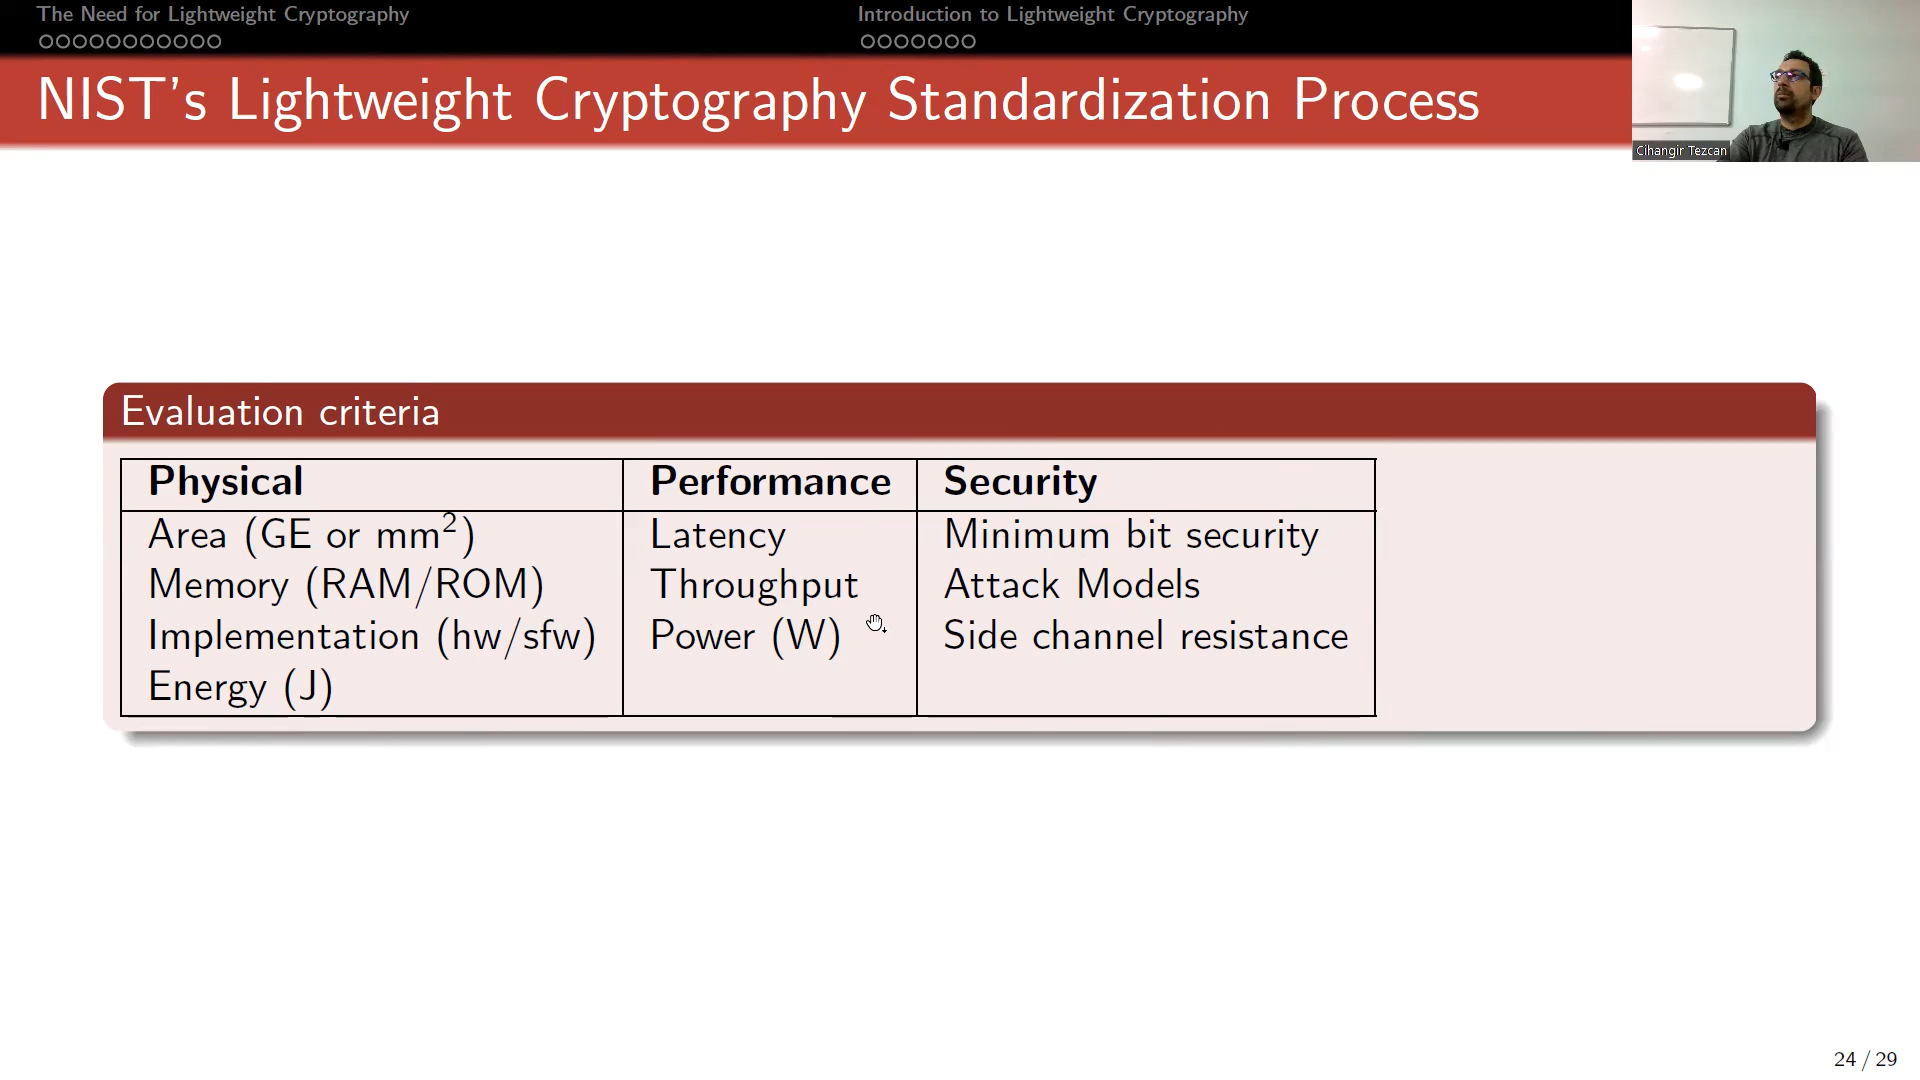 The Need for Lightweight Cryptography
Introduction to Lightweight Cryptography
NIST's Lightweight Cryptography Standardization Process
Cihangir Tezcan
Evaluation criteria
Physical Performance Security
Area (GE or mm²) Latency Minimum bit security
Memory (RAM/ROM) Throughput Attack Models
Implementation (hw/sfw) Power (W) Side channel resistance
Energy (J)
24 / 29